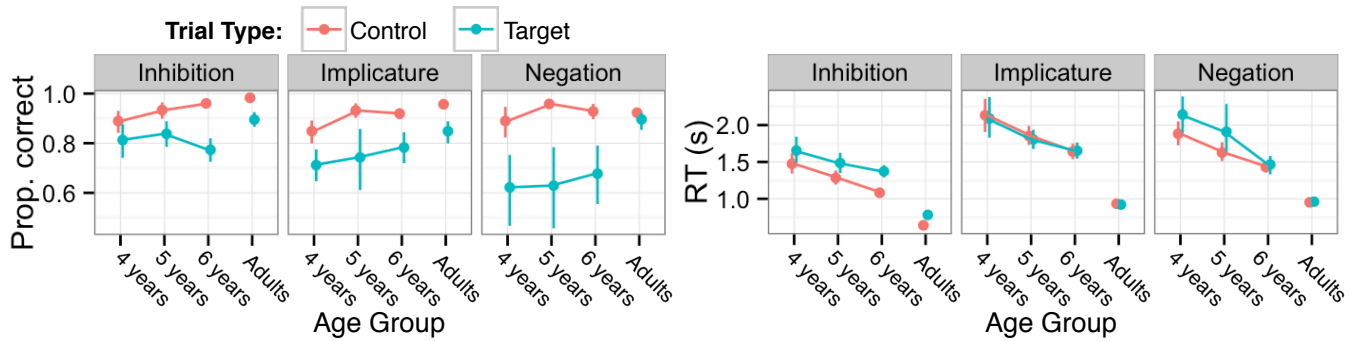 Trial Type: Control Target
Prop. correct
Inhibition Implicature Negation
1.0
0.8
0.6
4 years 5 years 6 years Adults 4 years 5 years 6 years Adults 4 years 5 years 6 years Adults
Age Group
RT (s)
Inhibition Implicature Negation
2.0
1.5
1.0
4 years 5 years 6 years Adults 4 years 5 years 6 years Adults 4 years 5 years 6 years Adults
Age Group